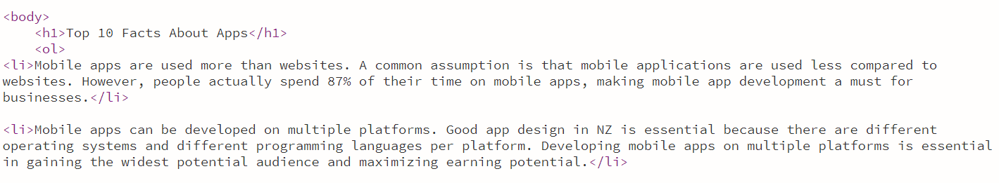 <body>
<h1>Top 10 Facts About Apps</h1>
<ol>
<li>Mobile apps are used more than websites. A common assumption is that mobile applications are used less compared to
websites. However, people actually spend 87% of their time on mobile apps, making mobile app development a must for
businesses.</li>
<li>Mobile apps can be developed on multiple platforms. Good app design in NZ is essential because there are different
operating systems and different programming languages per platform. Developing mobile apps on multiple platforms is essential
in gaining the widest potential audience and maximizing earning potential.</li>